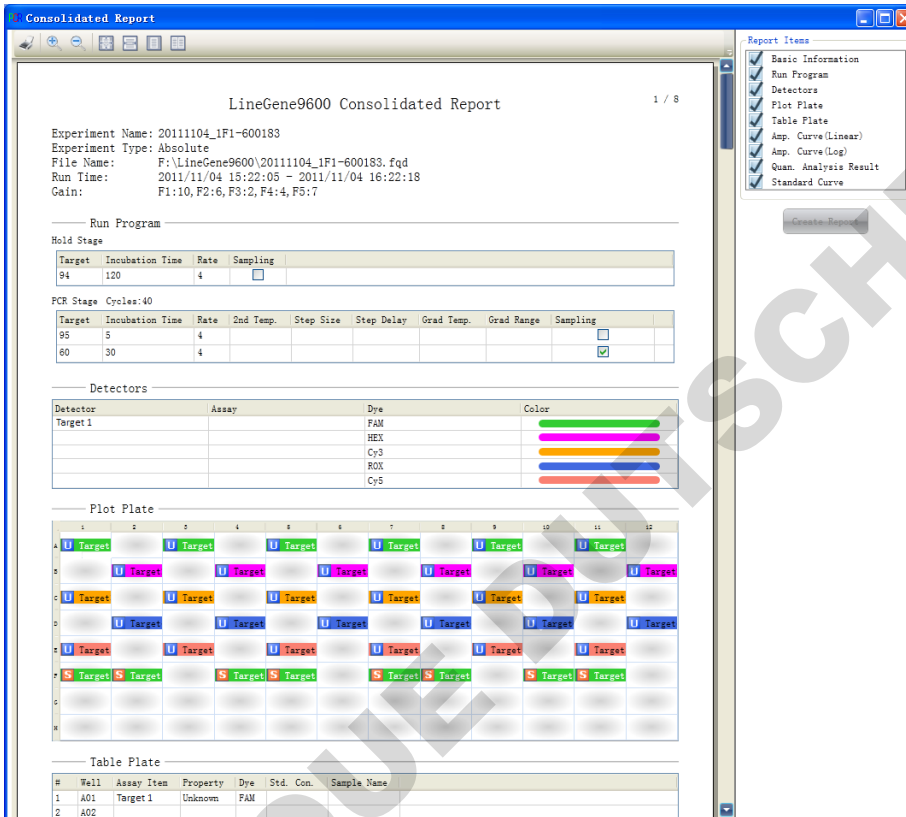 Consolidated Report
Report Items
Basic Information
Run Program
Detectors
Plot Plate
Table Plate
Amp. Curve(Linear)
Amp. Curve(Log)
Quan. Analysis Result
Standard Curve
Create Report
LineGene9600 Consolidated Report 1 / 8
Experiment Name: 20111104_1F1-600183
Experiment Type: Absolute
File Name: F:\LineGene9600\20111104_1F1-600183.fqd
Run Time: 2011/11/04 15:22:05 - 2011/11/04 16:22:18
Gain: F1:10,F2:6,F3:2,F4:4,F5:7
Run Program
Hold Stage
Target Incubation Time Rate Sampling
94 120 4
PCR Stage Cycles:40
Target Incubation Time Rate 2nd Temp. Step Size Step Delay Grad Temp. Grad Range Sampling
95 5 4
60 30 4
Detectors
Detector Assay Dye Color
Target 1 FAM
HEX
Cy3
ROX
Cy5
Plot Plate
1 2 3 4 5 6 7 8 9 10 11 12
A U Target U Target U Target U Target U Target U Target
B U Target U Target U Target U Target U Target U Target
C U Target U Target U Target U Target U Target U Target
D U Target U Target U Target U Target U Target U Target
E U Target U Target U Target U Target U Target U Target
F S Target S Target S Target S Target S Target S Target S Target S Target
G
H
Table Plate
# Well Assay Item Property Dye Std. Con. Sample Name
1 A01 Target 1 Unknown FAM
2 A02
QUE DUTSCHE